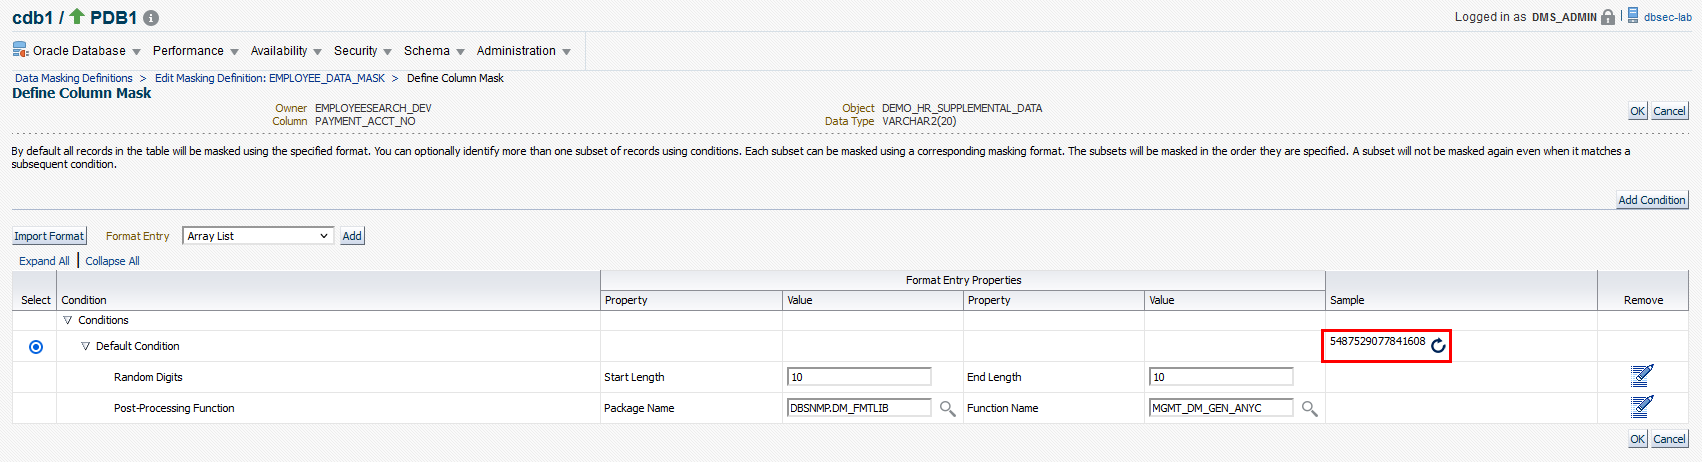 cdb1 / PDB1
Logged in as DMS_ADMIN | dbsec-lab
Oracle Database Performance Availability Security Schema Administration
Data Masking Definitions > Edit Masking Definition: EMPLOYEE_DATA_MASK > Define Column Mask
Define Column Mask
Owner EMPLOYEESEARCH_DEV Object DEMO_HR_SUPPLEMENTAL_DATA
OK Cancel
Column PAYMENT_ACCT_NO Data Type VARCHAR2(20)
By default all records in the table will be masked using the specified format. You can optionally identify more than one subset of records using conditions. Each subset can be masked using a corresponding masking format. The subsets will be masked in the order they are specified. A subset will not be masked again even when it matches a
subsequent condition.
Add Condition
Import Format Format Entry Array List Add
Expand All | Collapse All
Format Entry Properties
Select Condition Property Value Property Value Sample Remove
Conditions
Default Condition 5487529077841608
Random Digits Start Length 10 End Length 10
Post-Processing Function Package Name DBSNMP.DM_FMTLIB Function Name MGMT_DM_GEN_ANYC
OK Cancel